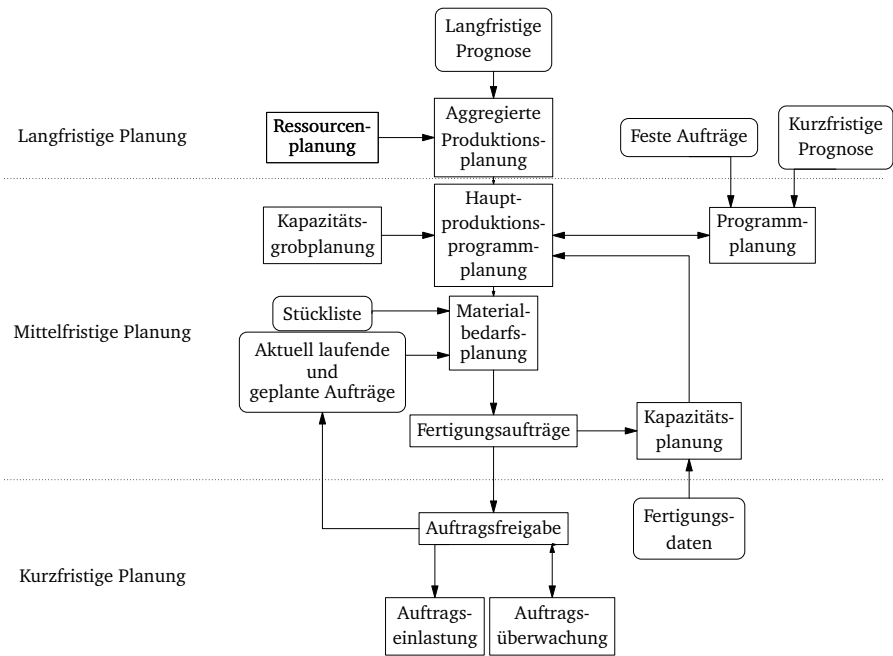 Langfristige
Prognose
Langfristige Planung
Ressourcen-
planung
Aggregierte
Produktions-
planung
Feste Aufträge
Kurzfristige
Prognose
Kapazitäts-
grobplanung
Haupt-
produktions-
programm-
planung
Programm-
planung
Mittelfristige Planung
Stückliste
Aktuell laufende
und
geplante Aufträge
Material-
bedarfs-
planung
Fertigungsaufträge
Kapazitäts-
planung
Fertigungs-
daten
Auftragsfreigabe
Kurzfristige Planung
Auftrags-
einlastung
Auftrags-
überwachung